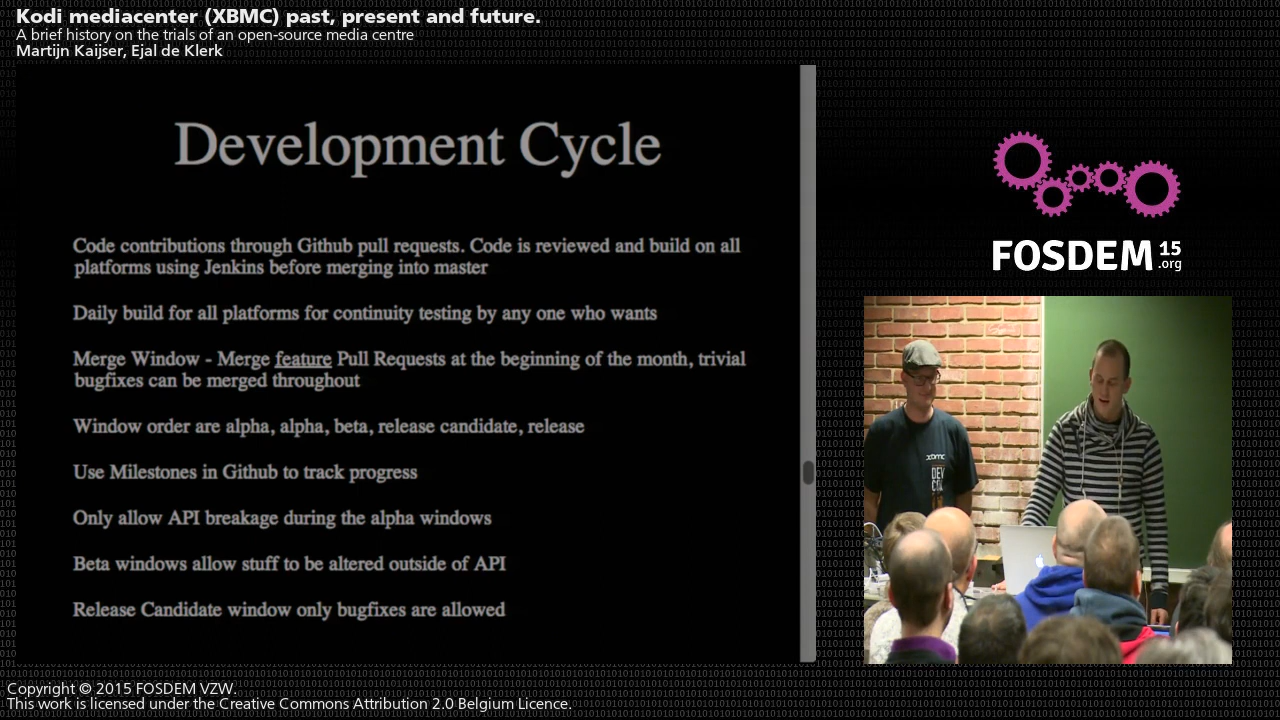 Kodi mediacenter (XBMC) past, present and future.
A brief history on the trials of an open-source media centre
Martijn Kaijser, Ejal de Klerk
Development Cycle
Code contributions through Github pull requests. Code is reviewed and build on all
platforms using Jenkins before merging into master
Daily build for all platforms for continuity testing by any one who wants
Merge Window - Merge feature Pull Requests at the beginning of the month, trivial
bugfixes can be merged throughout
Window order are alpha, alpha, beta, release candidate, release
Use Milestones in Github to track progress
Only allow API breakage during the alpha windows
Beta windows allow stuff to be altered outside of API
Release Candidate window only bugfixes are allowed
FOSDEM 15
.org
xbmc
DEV
Copyright © 2015 FOSDEM VZW.
This work is licensed under the Creative Commons Attribution 2.0 Belgium Licence.